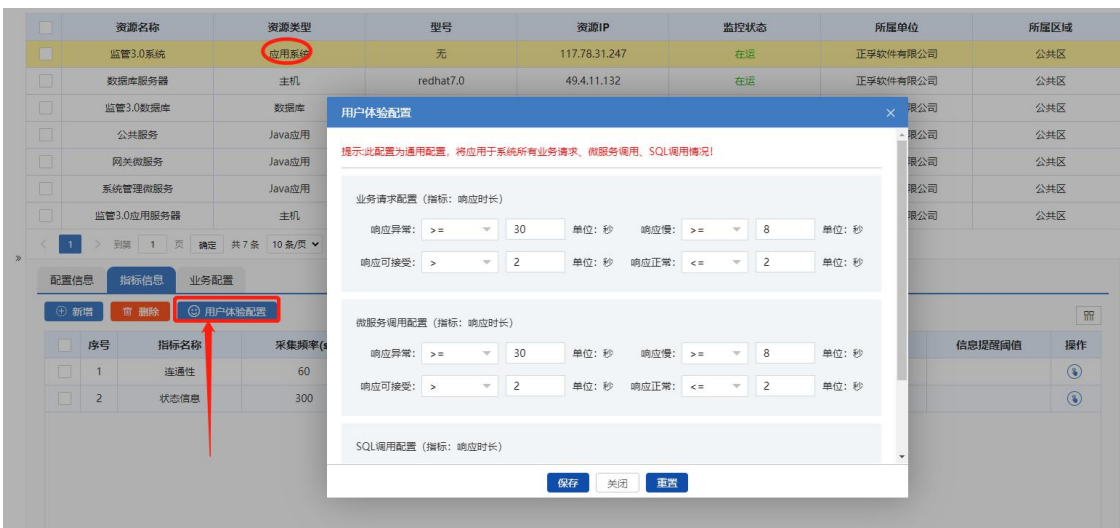 资源名称 资源类型 型号 资源IP 监控状态 所属单位 所属区域
监管3.0系统 应用系统 无 117.78.31.247 在运 正孚软件有限公司 公共区
数据库服务器 主机 redhat7.0 49.4.11.132 在运 正孚软件有限公司 公共区
监管3.0数据库 数据库 限公司 公共区
公共服务 Java应用 限公司 公共区
网关微服务 Java应用 限公司 公共区
系统管理微服务 Java应用 限公司 公共区
监管3.0应用服务器 主机 限公司 公共区
< 1 > 到第 1 页 确定 共 7 条 10 条/页
»
配置信息 指标信息 业务配置
新增 删除 用户体验配置
序号 指标名称 采集频率(s 信息提醒阈值 操作
1 连通性 60
2 状态信息 300
用户体验配置 ×
提示:此配置为通用配置，将应用于系统所有业务请求、微服务调用、SQL调用情况!
业务请求配置（指标：响应时长）
响应异常： >= 30 单位：秒 响应慢： >= 8 单位：秒
响应可接受： > 2 单位：秒 响应正常： <= 2 单位：秒
微服务调用配置（指标：响应时长）
响应异常： >= 30 单位：秒 响应慢： >= 8 单位：秒
响应可接受： > 2 单位：秒 响应正常： <= 2 单位：秒
SQL调用配置（指标：响应时长）
保存 关闭 重置